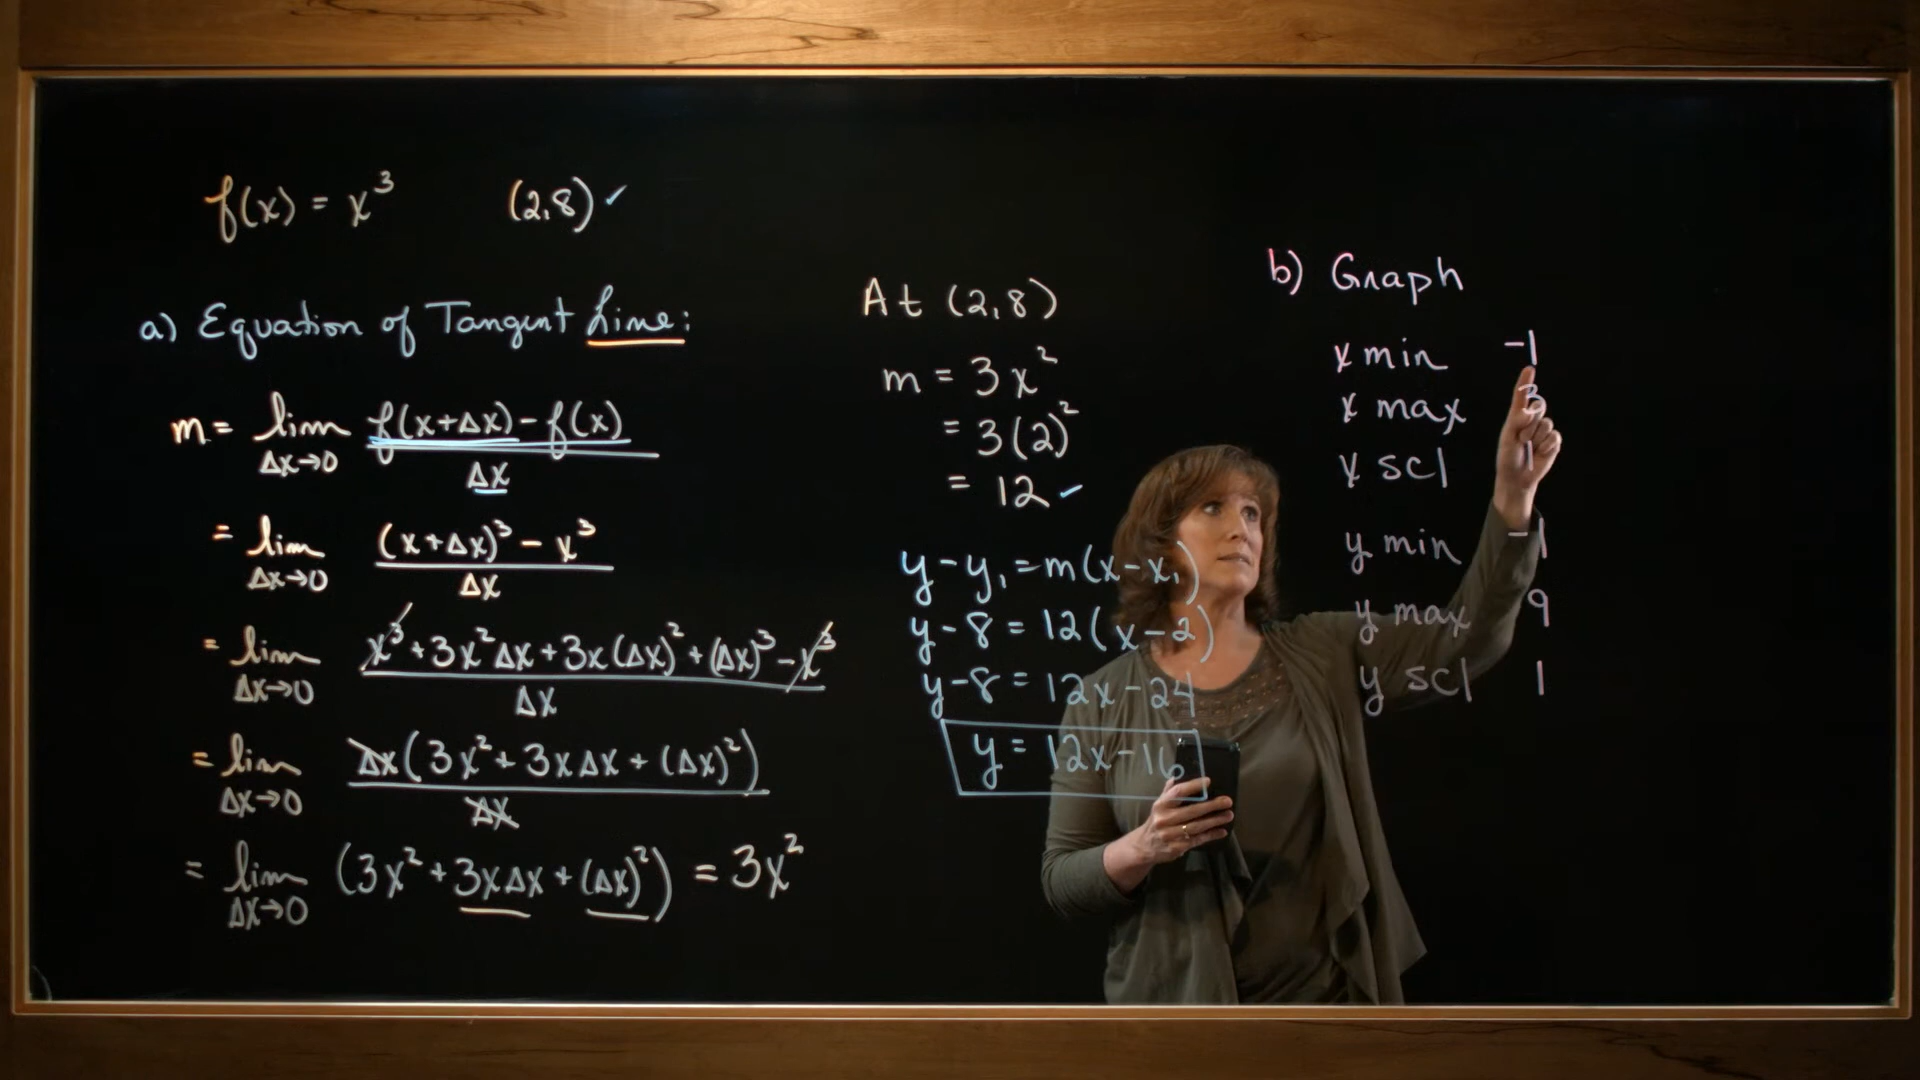 f(x) = x³ (2,8) ✓
a) Equation of Tangent Line:
m = lim Δx→0 (f(x+Δx) - f(x))/Δx
= lim Δx→0 ((x+Δx)³ - x³)/Δx
= lim Δx→0 (x³ + 3x²Δx + 3x(Δx)² + (Δx)³ - x³)/Δx
= lim Δx→0 Δx(3x² + 3xΔx + (Δx)²)/Δx
= lim Δx→0 (3x² + 3xΔx + (Δx)²) = 3x²
At (2,8)
m = 3x²
= 3(2)²
= 12 ✓
y - y₁ = m(x - x₁)
y - 8 = 12(x - 2)
y - 8 = 12x - 24
y = 12x - 16
b) Graph
x min -1
x max 3
x scl 1
y min -1
y max 9
y scl 1